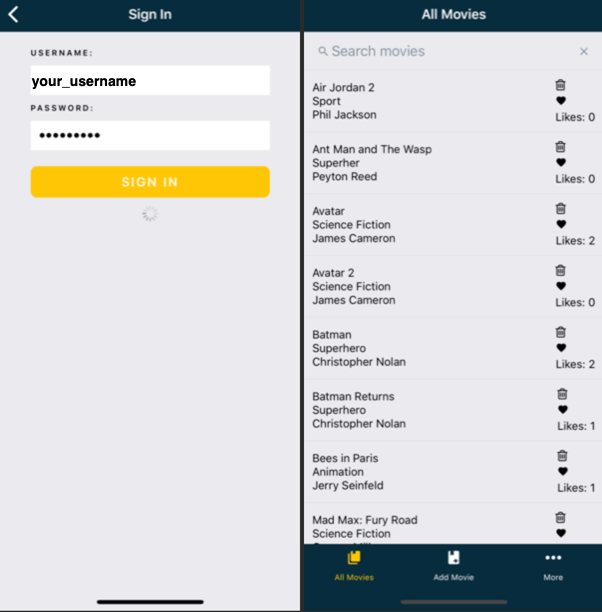 Sign In
USERNAME:
your_username
PASSWORD:
•••••••••
SIGN IN
All Movies
Search movies
Air Jordan 2
Sport
Phil Jackson
Likes: 0
Ant Man and The Wasp
Superher
Peyton Reed
Likes: 0
Avatar
Science Fiction
James Cameron
Likes: 2
Avatar 2
Science Fiction
James Cameron
Likes: 0
Batman
Superhero
Christopher Nolan
Likes: 2
Batman Returns
Superhero
Christopher Nolan
Likes: 1
Bees in Paris
Animation
Jerry Seinfeld
Likes: 1
Mad Max: Fury Road
Science Fiction
All Movies
Add Movie
More